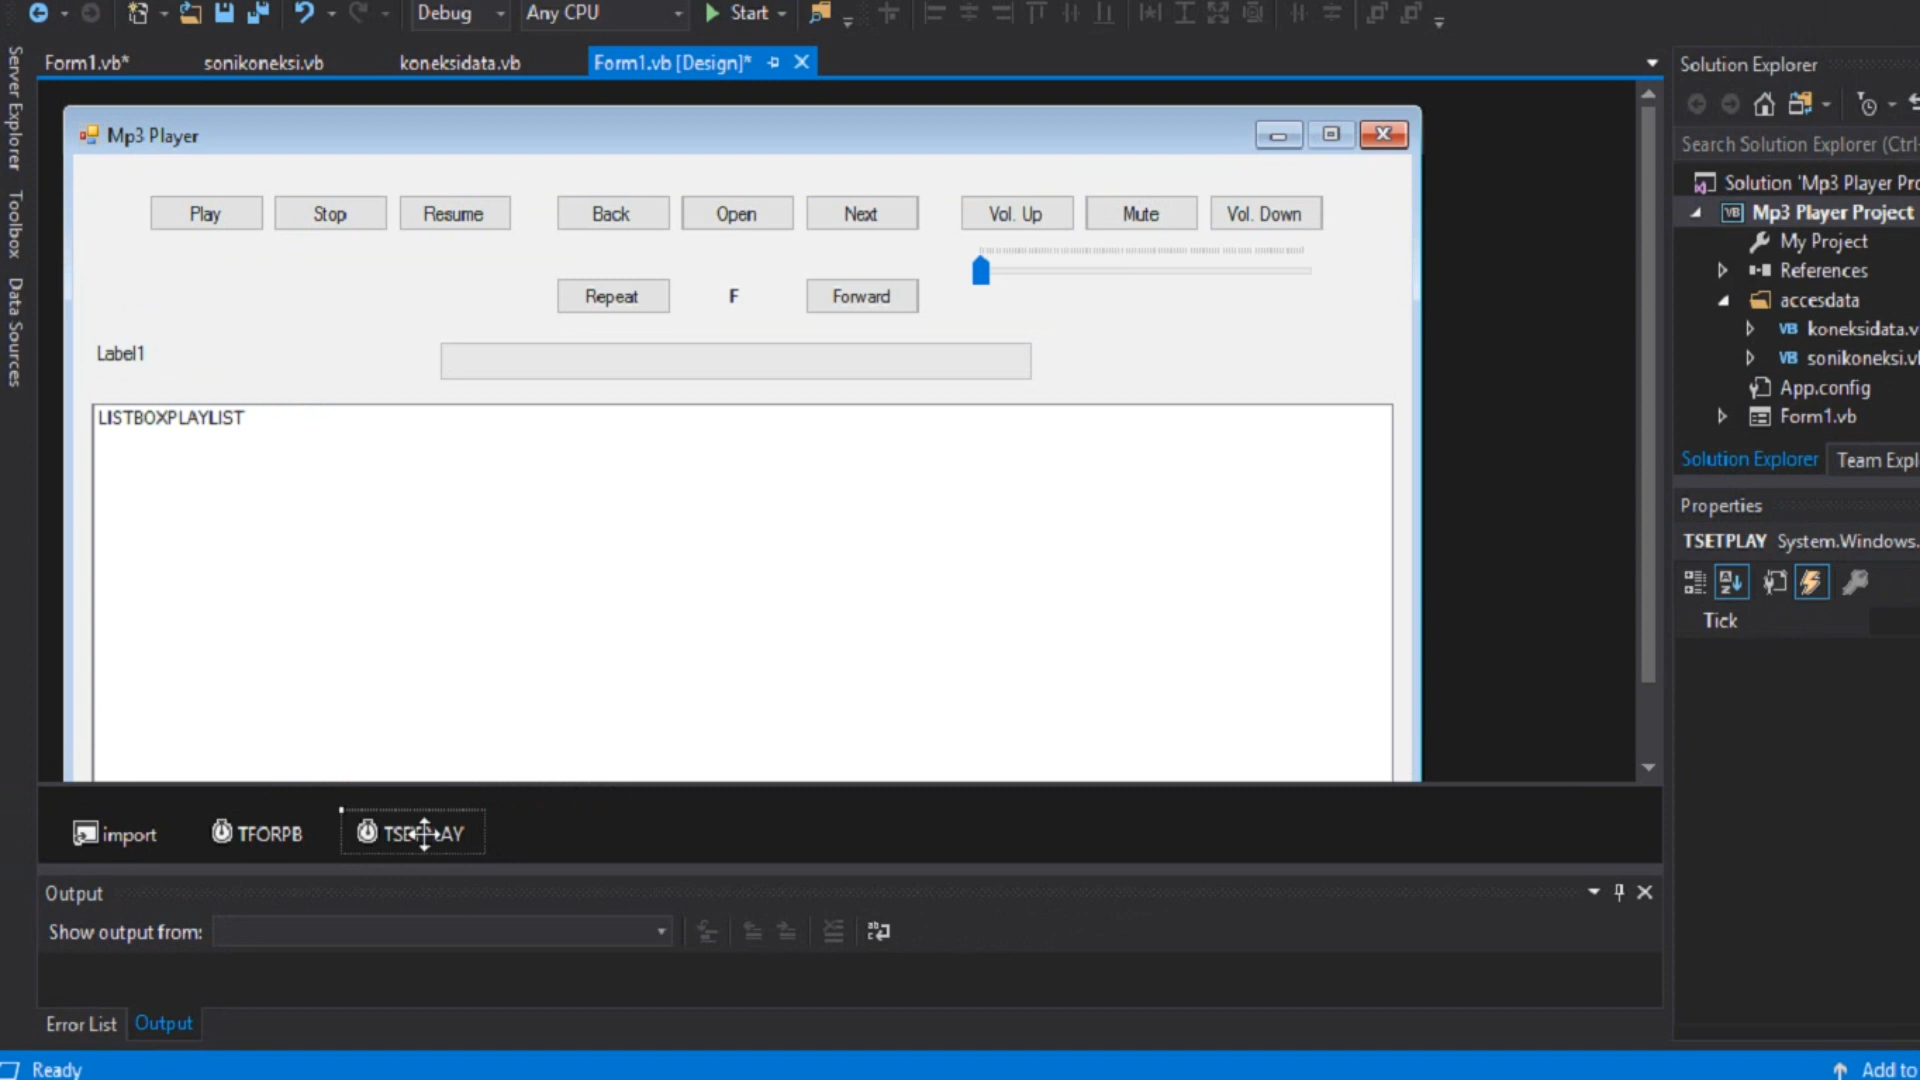 Debug
Any CPU
Start
Form1.vb*
sonikoneksi.vb
koneksidata.vb
Form1.vb [Design]*
Server Explorer
Toolbox
Data Sources
Mp3 Player
Play
Stop
Resume
Back
Open
Next
Vol. Up
Mute
Vol. Down
Repeat
F
Forward
Label1
LISTBOXPLAYLIST
import
TFORPB
Output
Show output from:
Error List
Output
Ready
Solution Explorer
Search Solution Explorer (Ctrl
Solution 'Mp3 Player Pro
Mp3 Player Project
My Project
References
accesdata
koneksidata.v
sonikoneksi.vl
App.config
Form1.vb
Solution Explorer
Team Expl
Properties
TSETPLAY System.Windows.
Tick
Add to